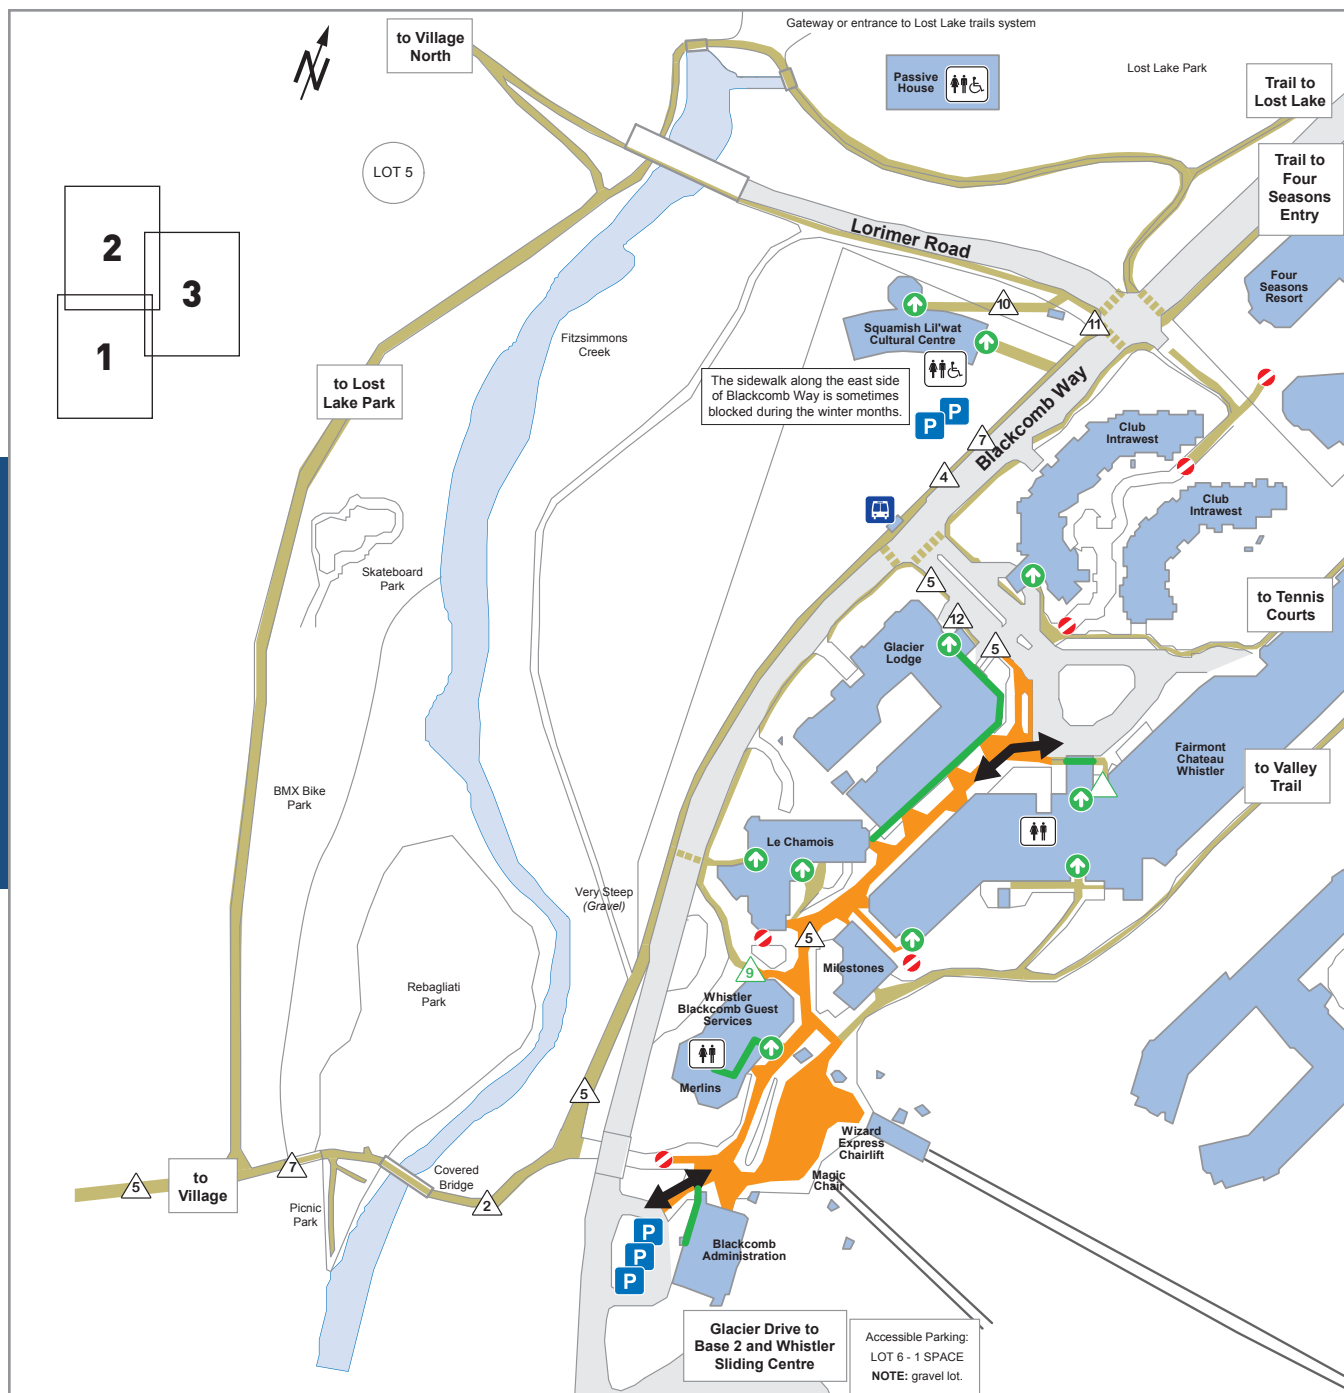 Gateway or entrance to Lost Lake trails system
to Village
North
N
Passive
House
Lost Lake Park
Trail to
Lost Lake
Trail to
Four
Seasons
Entry
LOT 5
2
3
1
Lorimer Road
Four
Seasons
Resort
10
11
Squamish Lil'wat
Cultural Centre
Fitzsimmons
Creek
to Lost
Lake Park
The sidewalk along the east side
of Blackcomb Way is sometimes
blocked during the winter months.
P
P
Blackcomb Way
7
4
Club
Intrawest
Club
Intrawest
Skateboard
Park
5
12
5
to Tennis
Courts
Glacier
Lodge
Fairmont
Chateau
Whistler
to Valley
Trail
BMX Bike
Park
Le Chamois
Very Steep
(Gravel)
5
Milestones
9
Rebagliati
Park
Whistler
Blackcomb Guest
Services
Merlins
5
Wizard
Express
Chairlift
Magic
Chair
7
5
to
Village
Covered
Bridge
2
Picnic
Park
P
P
P
Blackcomb
Administration
Glacier Drive to
Base 2 and Whistler
Sliding Centre
Accessible Parking:
LOT 6 - 1 SPACE
NOTE: gravel lot.